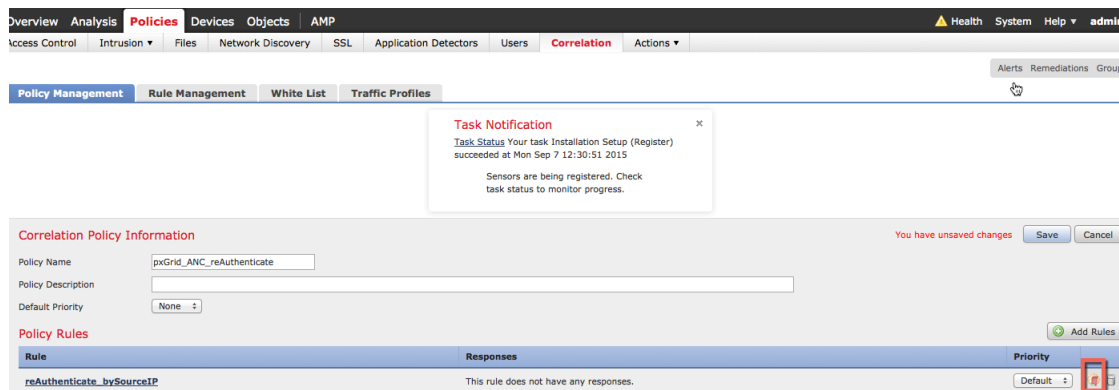 Overview Analysis Policies Devices Objects AMP Health System Help admin
Access Control Intrusion Files Network Discovery SSL Application Detectors Users Correlation Actions
Alerts Remediations Group
Policy Management Rule Management White List Traffic Profiles
Task Notification ×
Task Status Your task Installation Setup (Register)
succeeded at Mon Sep 7 12:30:51 2015
Sensors are being registered. Check
task status to monitor progress.
Correlation Policy Information You have unsaved changes Save Cancel
Policy Name pxGrid_ANC_reAuthenticate
Policy Description
Default Priority None
Policy Rules Add Rules
Rule Responses Priority
reAuthenticate_bySourceIP This rule does not have any responses. Default